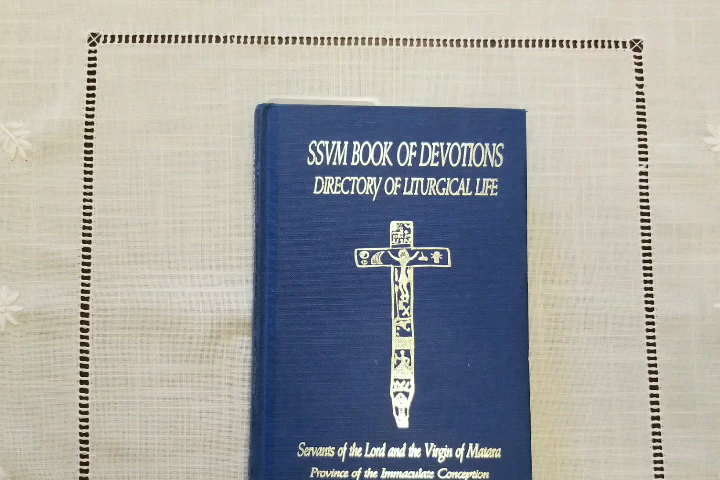 SSVM BOOK OF DEVOTIONS
DIRECTORY OF LITURGICAL LIFE
Servants of the Lord and the Virgin of Matara
Province of the Immaculate Conception